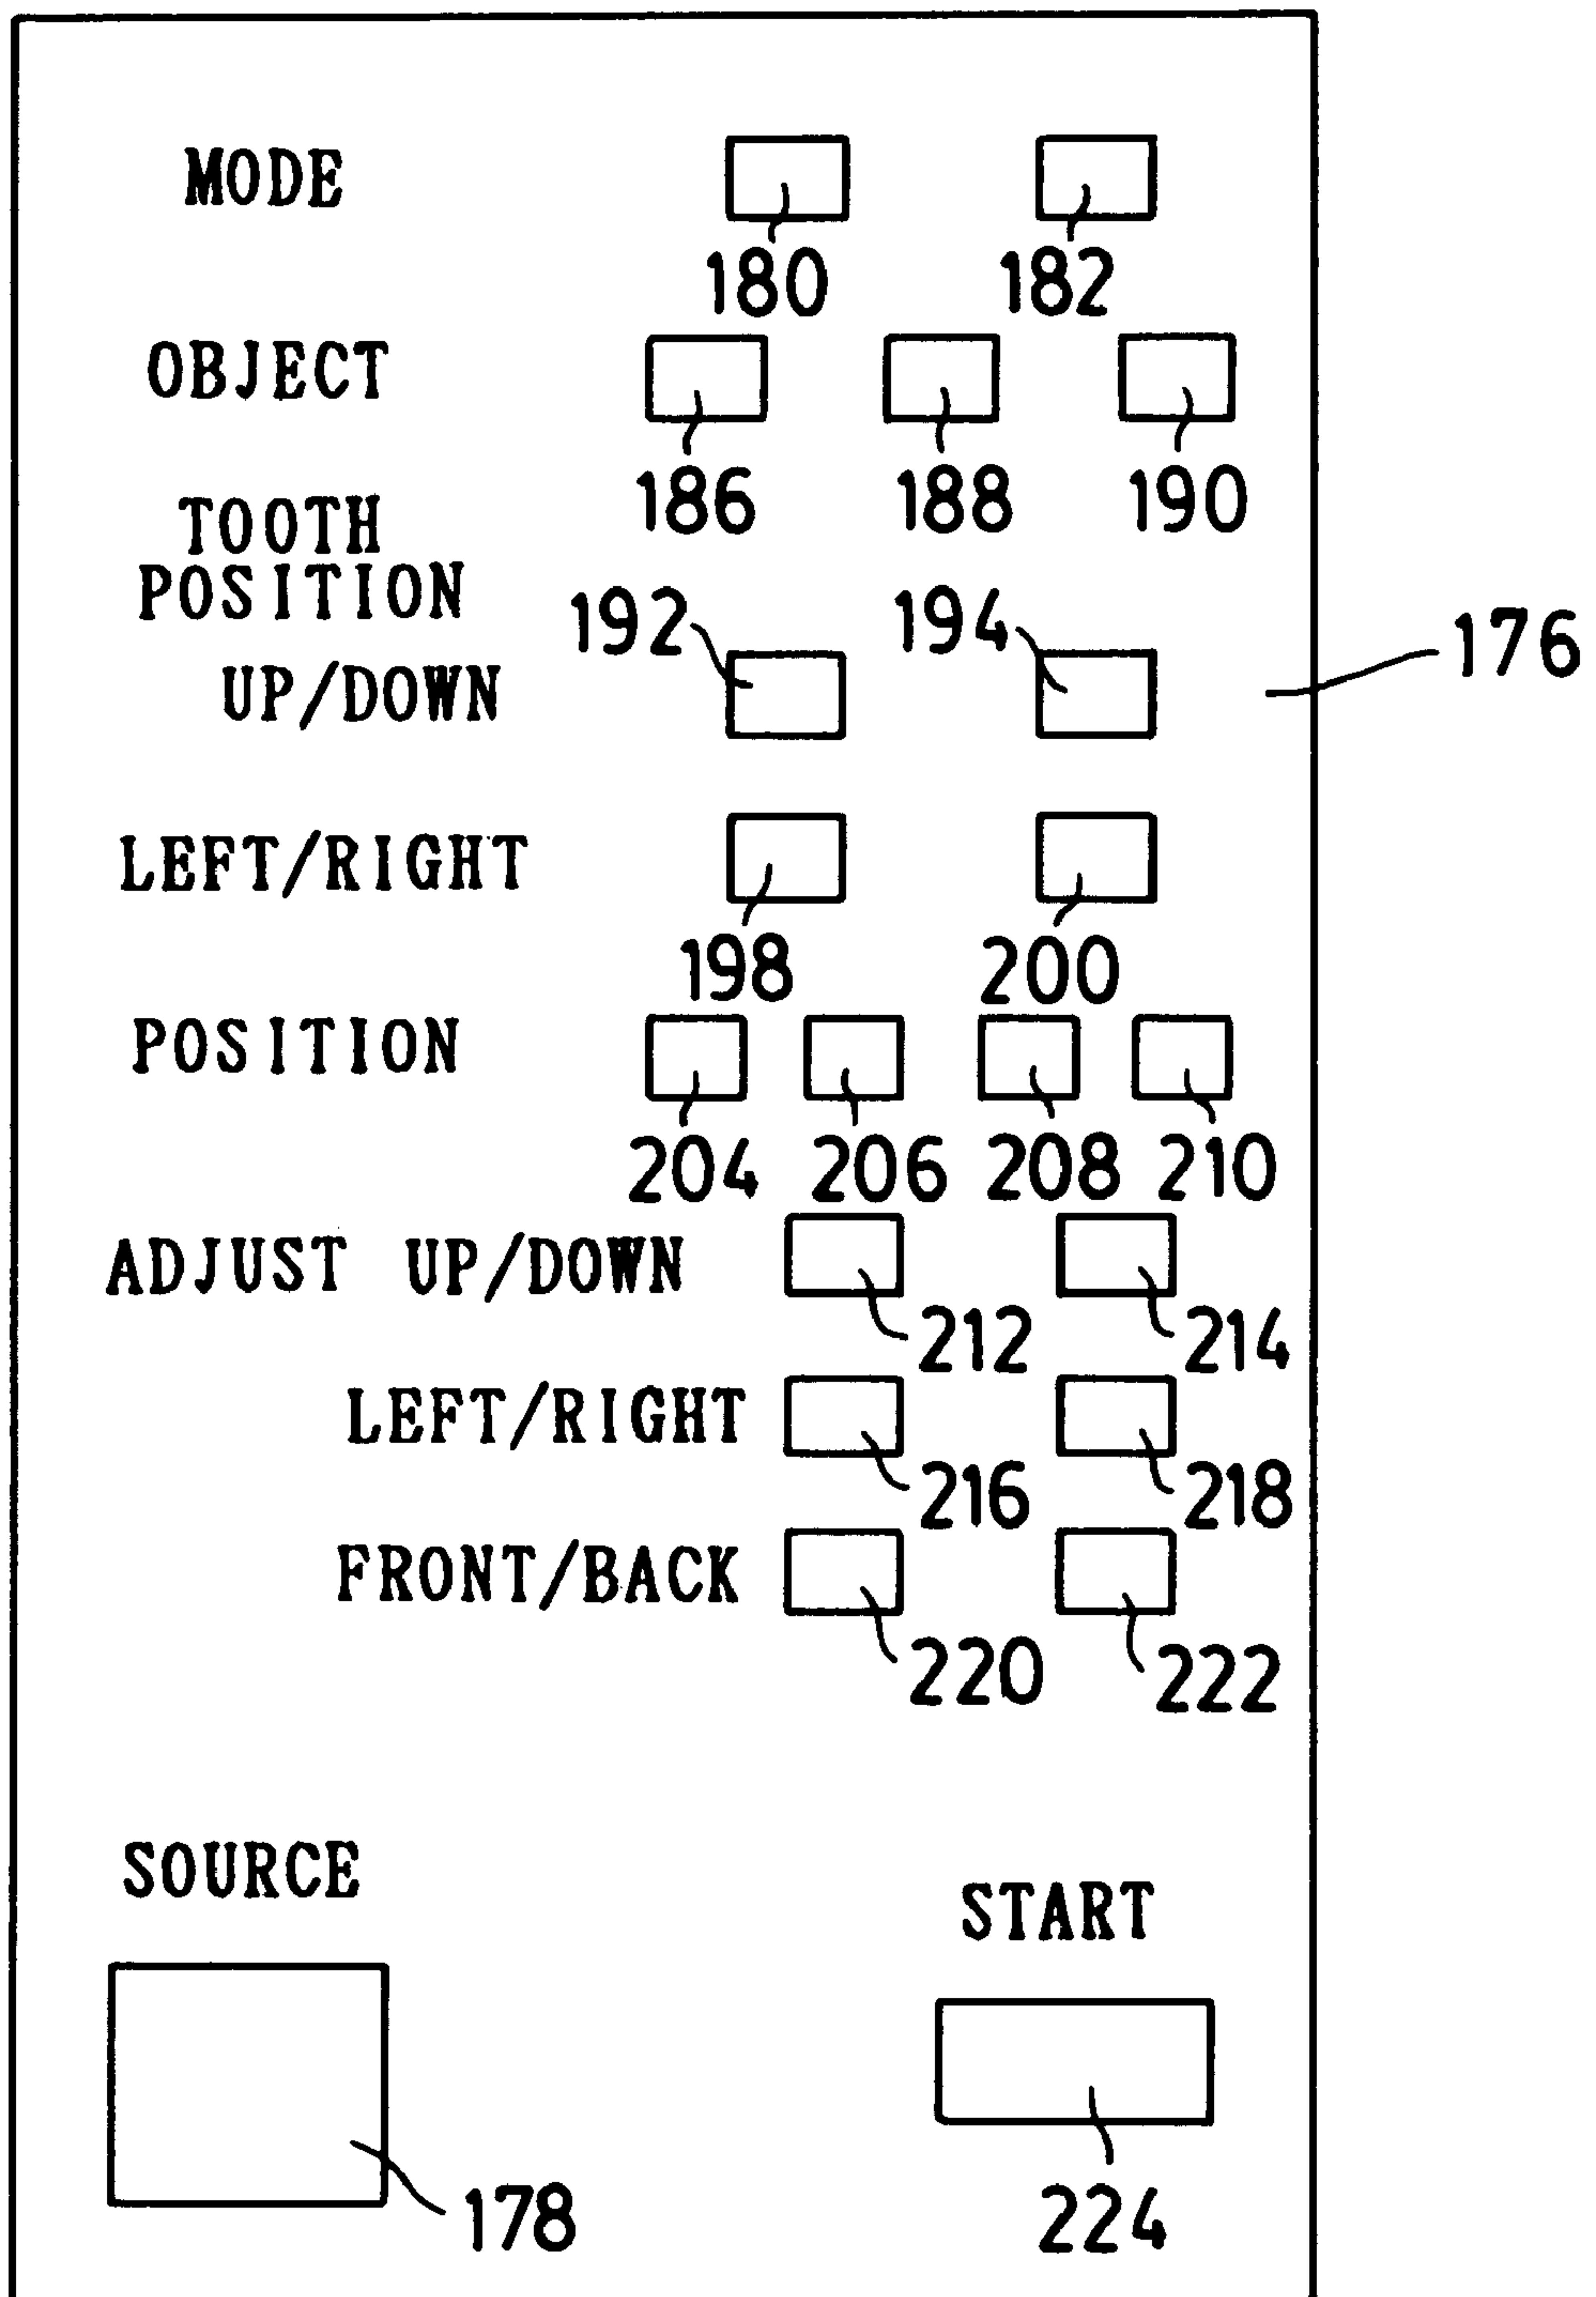 MODE
180 182
OBJECT
186 188 190
TOOTH
POSITION
192 194
176
UP/DOWN
LEFT/RIGHT
198 200
POSITION
204 206 208 210
ADJUST UP/DOWN
212 214
LEFT/RIGHT
216 218
FRONT/BACK
220 222
SOURCE
START
178
224